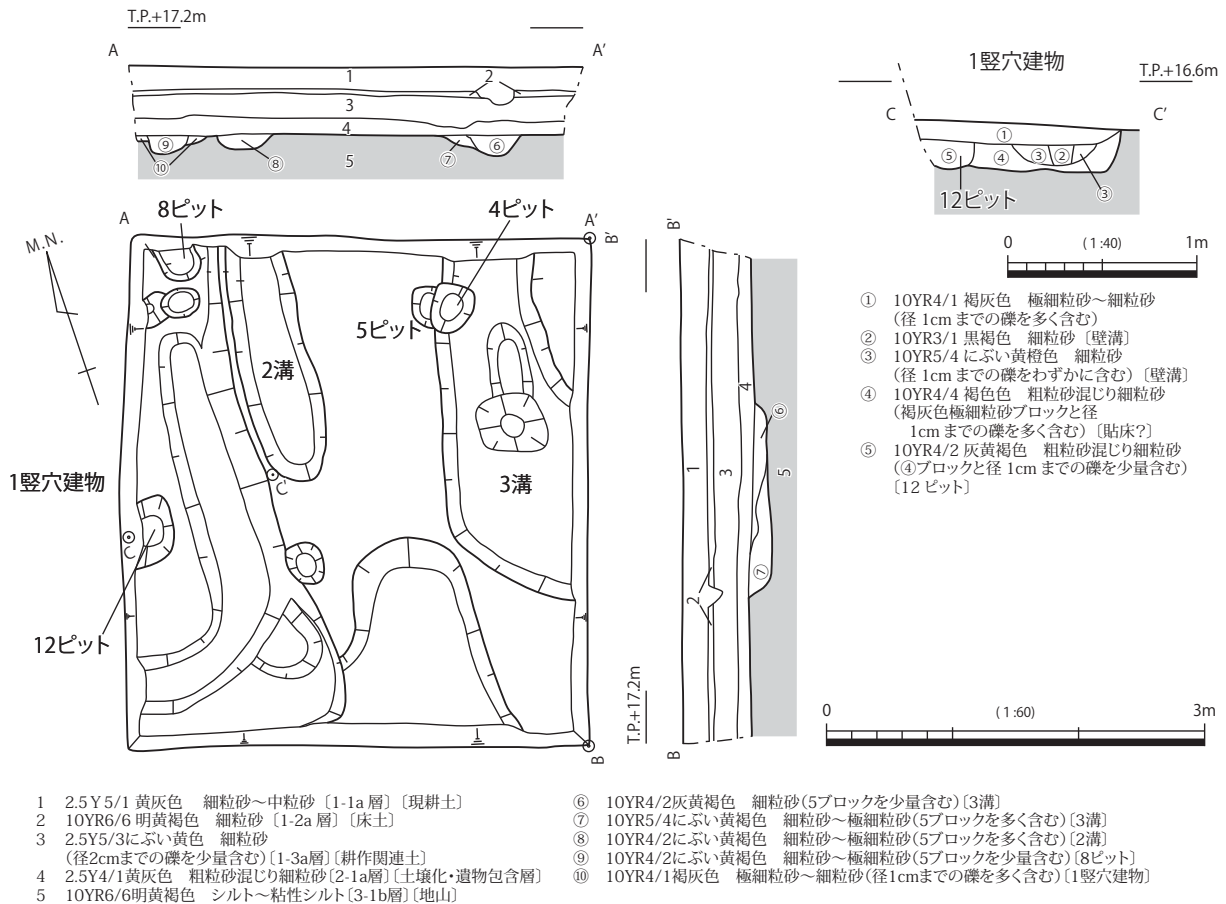 T.P.+17.2m
A
A'
1
2
3
4
5
⑨
⑩
⑧
⑦
⑥
1竪穴建物
T.P.+16.6m
C
C'
①
⑤
④
③
②
③
12ピット
0
(1:40)
1m
M.N.
A
8ピット
4ピット
A'
B'
5ピット
2溝
3溝
1竪穴建物
C'
C
12ピット
B
B'
1
2
3
4
5
⑥
⑦
T.P.+17.2m
B
① 10YR4/1 褐灰色 極細粒砂～細粒砂
（径 1cm までの礫を多く含む）
② 10YR3/1 黒褐色 細粒砂〔壁溝〕
③ 10YR5/4 にぶい黄橙色 細粒砂
（径 1cm までの礫をわずかに含む）〔壁溝〕
④ 10YR4/4 褐色色 粗粒砂混じり細粒砂
（褐灰色極細粒砂ブロックと径
1cm までの礫を多く含む）〔貼床?〕
⑤ 10YR4/2 灰黄褐色 粗粒砂混じり細粒砂
（④ブロックと径 1cm までの礫を少量含む）
〔12 ピット〕
0
(1:60)
3m
1 2.5Y 5/1 黄灰色 細粒砂～中粒砂〔1-1a 層〕〔現耕土〕
2 10YR6/6 明黄褐色 細粒砂〔1-2a 層〕〔床土〕
3 2.5Y5/3にぶい黄色 細粒砂
（径2cmまでの礫を少量含む）〔1-3a層〕〔耕作関連土〕
4 2.5Y4/1黄灰色 粗粒砂混じり細粒砂〔2-1a層〕〔土壌化・遺物包含層〕
5 10YR6/6明黄褐色 シルト～粘性シルト〔3-1b層〕〔地山〕
⑥ 10YR4/2灰黄褐色 細粒砂（5ブロックを少量含む）〔3溝〕
⑦ 10YR5/4にぶい黄褐色 細粒砂～極細粒砂（5ブロックを多く含む）〔3溝〕
⑧ 10YR4/2にぶい黄褐色 細粒砂～極細粒砂（5ブロックを多く含む）〔2溝〕
⑨ 10YR4/2にぶい黄褐色 細粒砂～極細粒砂（5ブロックを少量含む）〔8ピット〕
⑩ 10YR4/1褐灰色 極細粒砂～細粒砂（径1cmまでの礫を多く含む）〔1竪穴建物〕